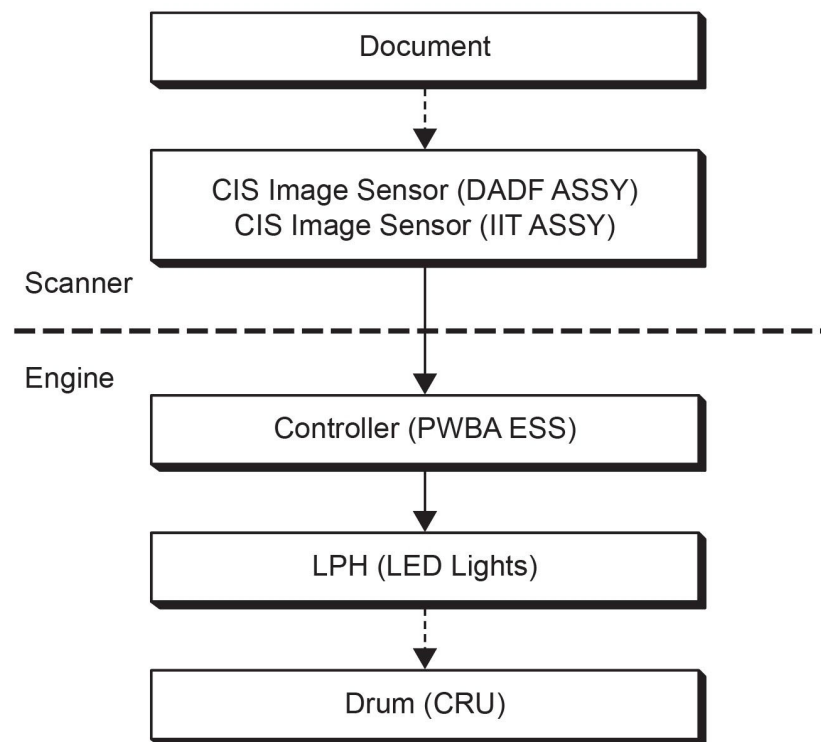 Document
CIS Image Sensor (DADF ASSY)
CIS Image Sensor (IIT ASSY)
Scanner
Engine
Controller (PWBA ESS)
LPH (LED Lights)
Drum (CRU)